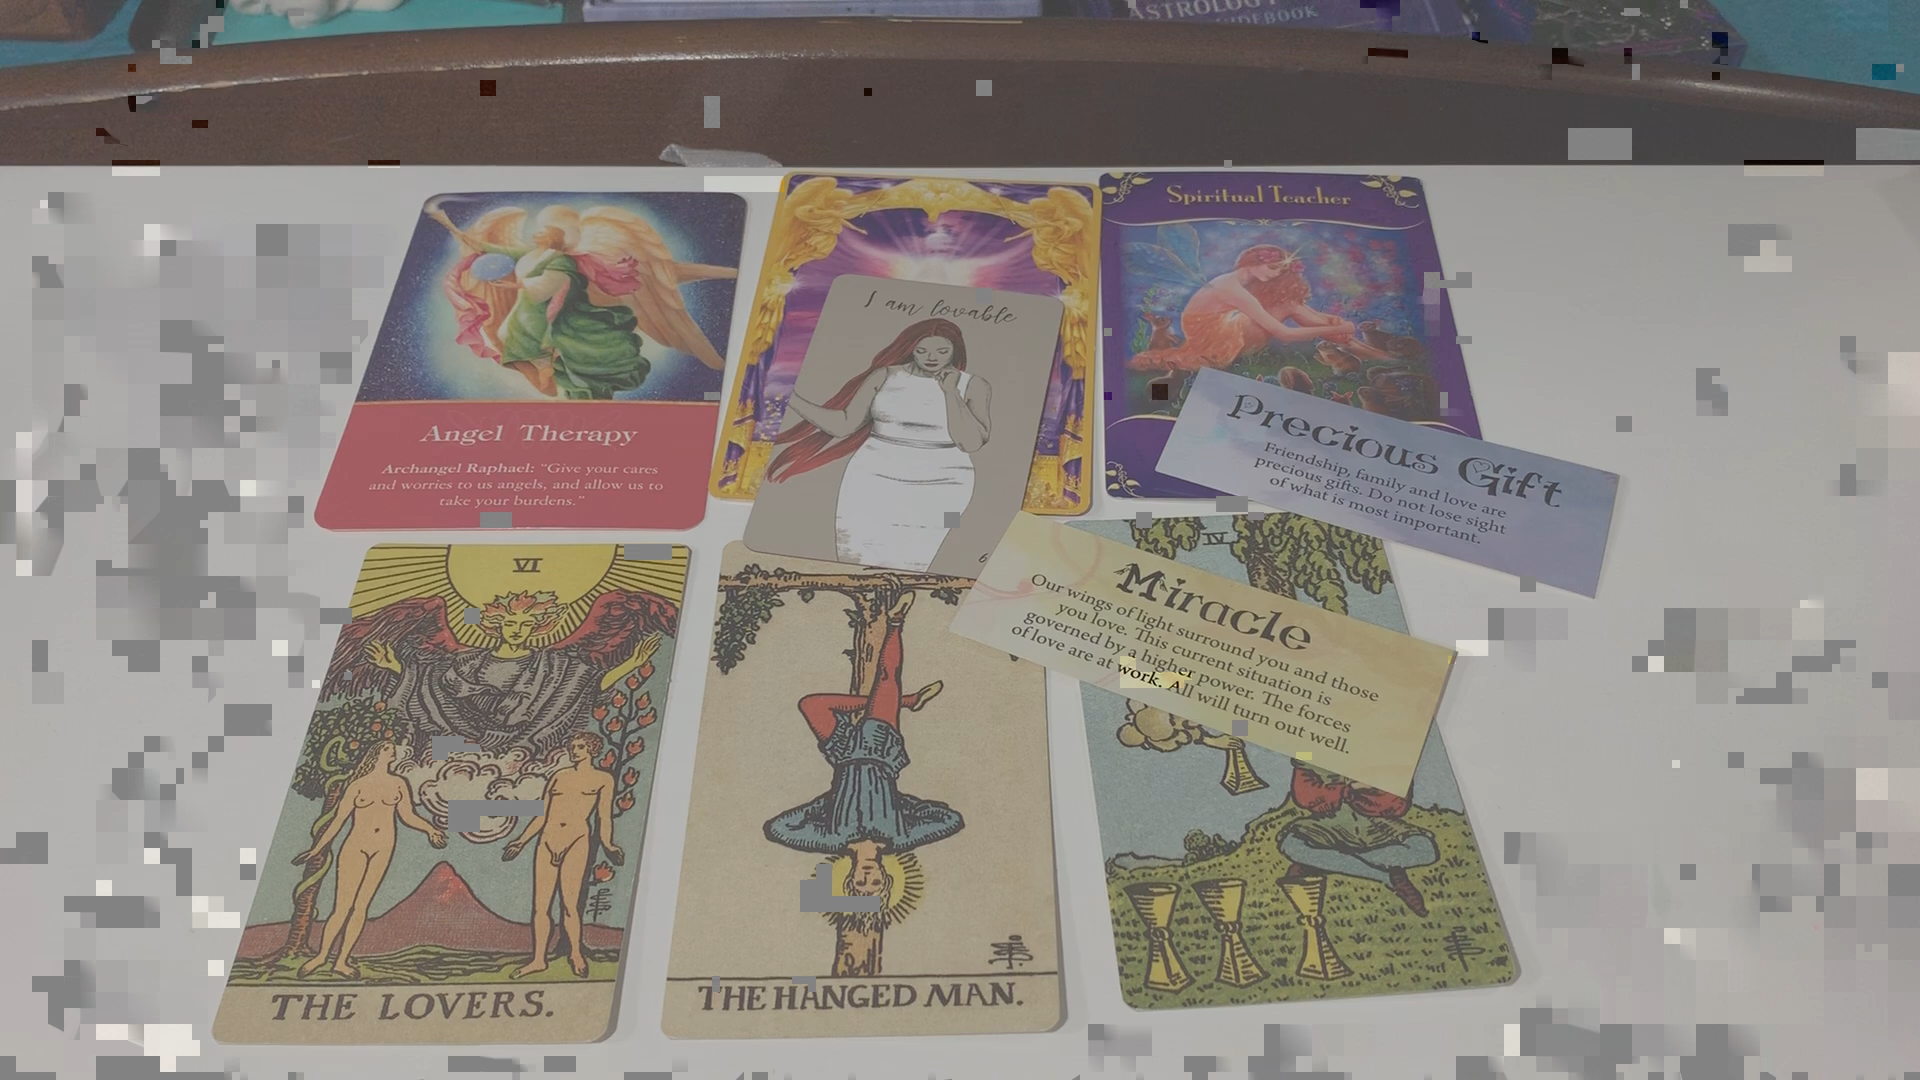 ASTROLOGY
Spiritual Teacher
I am lovable
Angel Therapy
Archangel Raphael: "Give your cares
and worries to us angels, and allow us to
take your burdens."
Precious Gift
Friendship, family and love are
precious gifts. Do not lose sight
of what is most important.
Miracle
Our wings of light surround you and those
you love. This current situation is
governed by a higher power. The forces
of love are at work. All will turn out well.
VI
IV
6
THE LOVERS.
THE HANGED MAN.